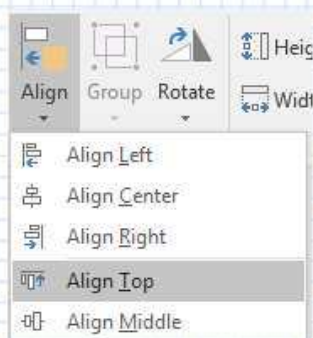 Align Group Rotate
Heig
Widt
Align Left
Align Center
Align Right
Align Top
Align Middle